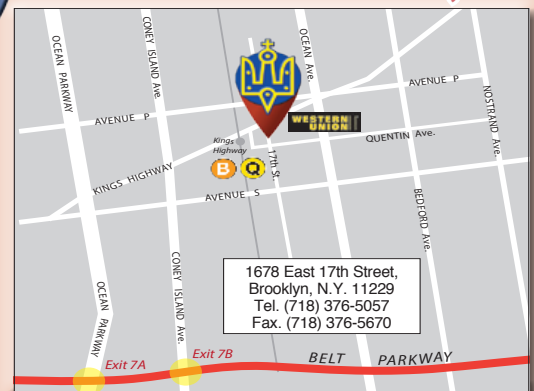 OCEAN PARKWAY
CONEY ISLAND Ave.
OCEAN Ave.
AVENUE P
NOSTRAND Ave.
AVENUE P
WESTERN
UNION
QUENTIN Ave.
Kings
Highway
17th St.
KINGS HIGHWAY
B
Q
AVENUE S
BEDFORD Ave.
CONEY ISLAND Ave.
OCEAN PARKWAY
1678 East 17th Street,
Brooklyn, N.Y. 11229
Tel. (718) 376-5057
Fax. (718) 376-5670
Exit 7A
Exit 7B
BELT PARKWAY